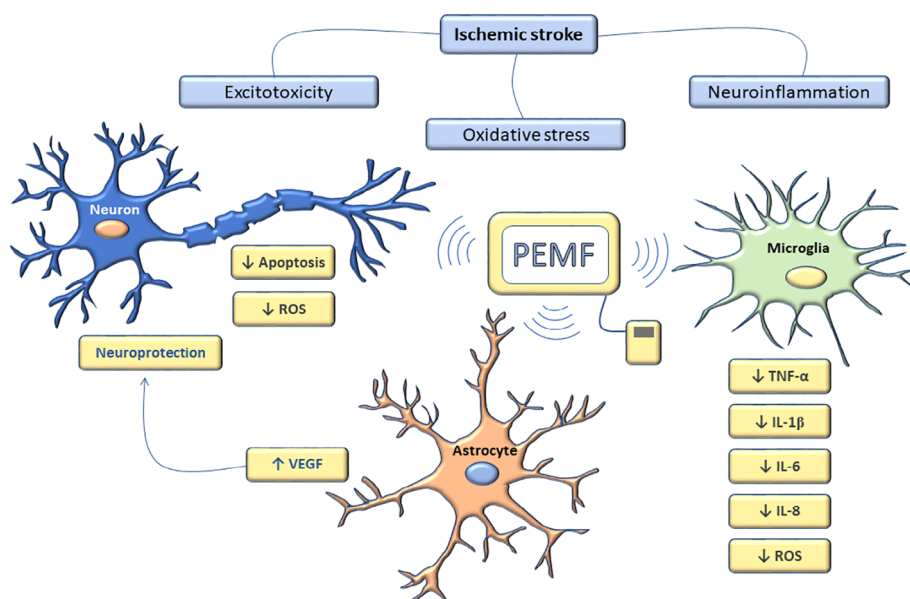 Ischemic stroke
Excitotoxicity
Neuroinflammation
Oxidative stress
Neuron
PEMF
Microglia
↓ Apoptosis
↓ ROS
Neuroprotection
↓ TNF-α
↓ IL-1β
Astrocyte
↑ VEGF
↓ IL-6
↓ IL-8
↓ ROS